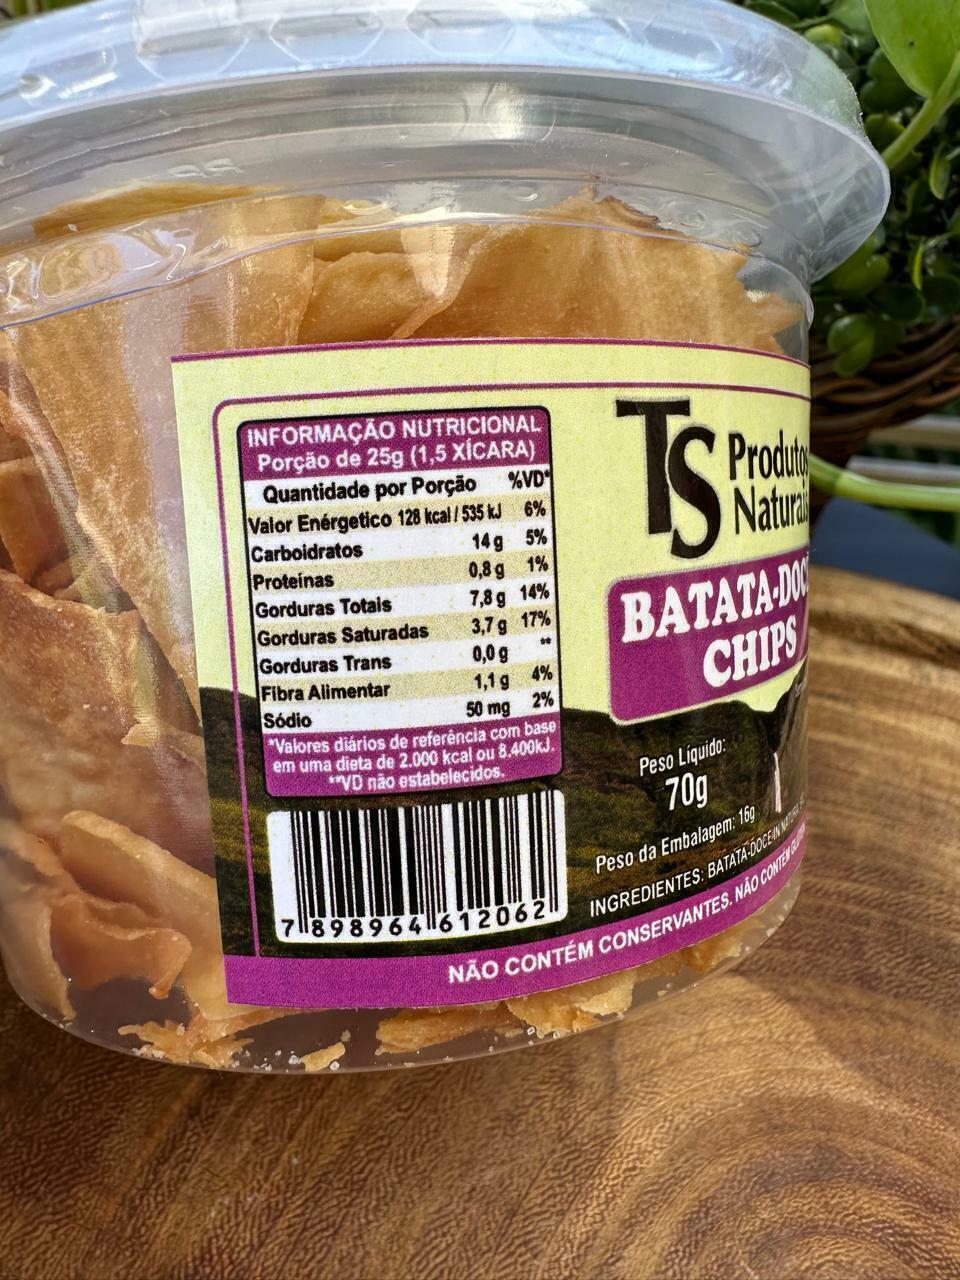 INFORMAÇÃO NUTRICIONAL
Porção de 25g (1,5 XÍCARA)
Quantidade por Porção %VD*
Valor Enérgetico 128 kcal / 535 kJ 6%
Carboidratos 14 g 5%
Proteínas 0,8 g 1%
Gorduras Totais 7,8 g 14%
Gorduras Saturadas 3,7 g 17%
Gorduras Trans 0,0 g **
Fibra Alimentar 1,1 g 4%
Sódio 50 mg 2%
*Valores diários de referência com base
em uma dieta de 2.000 kcal ou 8.400kJ.
**VD não estabelecidos.
7 898964 612062
TS Produtos
Naturais
BATATA-DOC
CHIPS
Peso Líquido:
70g
Peso da Embalagem: 16g
INGREDIENTES: BATATA-DOCE IN NATURA
NÃO CONTÉM CONSERVANTES. NÃO CONTÉM